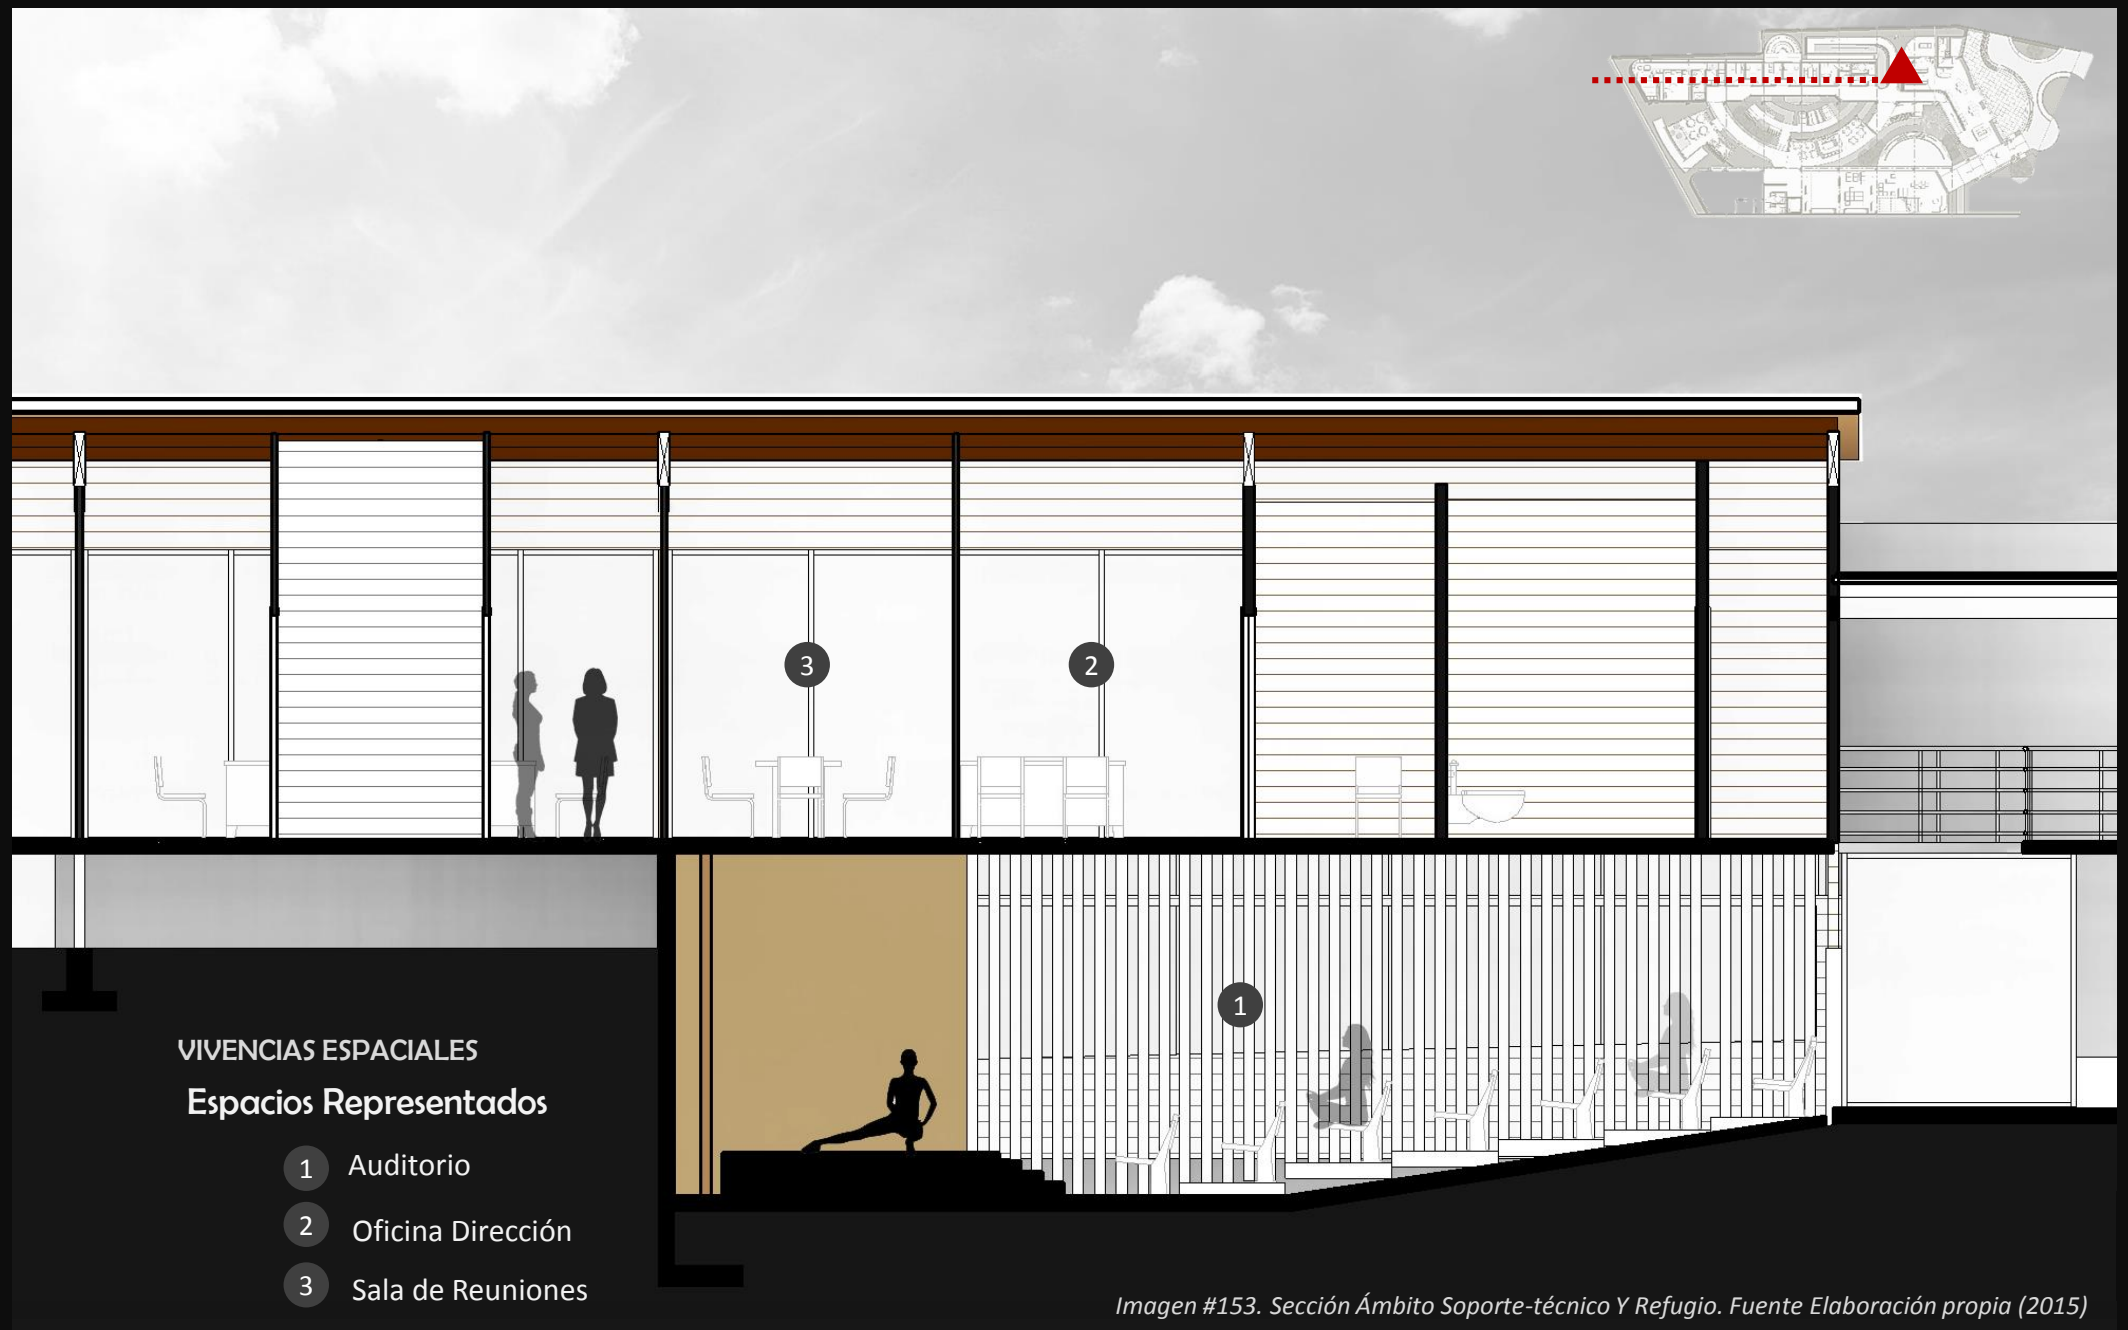 EBF
3
2
1
VIVENCIAS ESPACIALES
Espacios Representados
1 Auditorio
2 Oficina Dirección
3 Sala de Reuniones
Imagen #153. Sección Ámbito Soporte-técnico Y Refugio. Fuente Elaboración propia (2015)